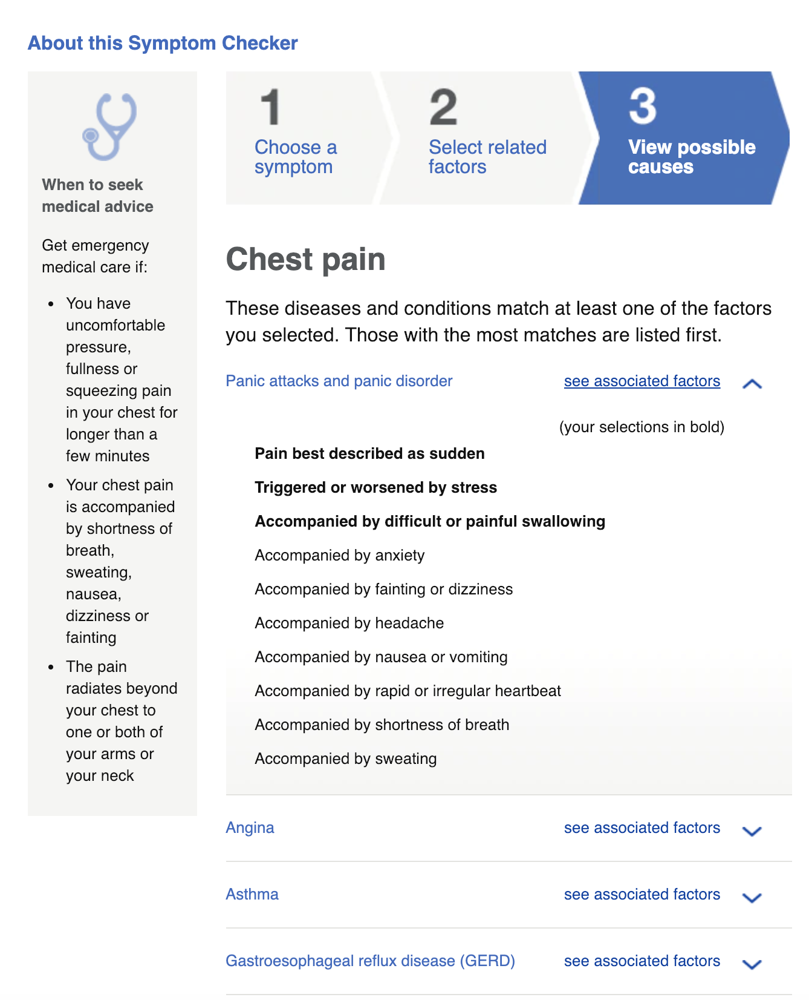 About this Symptom Checker
When to seek
medical advice
Get emergency
medical care if:
• You have
uncomfortable
pressure,
fullness or
squeezing pain
in your chest for
longer than a
few minutes
• Your chest pain
is accompanied
by shortness of
breath,
sweating,
nausea,
dizziness or
fainting
• The pain
radiates beyond
your chest to
one or both of
your arms or
your neck
1
Choose a
symptom
2
Select related
factors
3
View possible
causes
Chest pain
These diseases and conditions match at least one of the factors
you selected. Those with the most matches are listed first.
Panic attacks and panic disorder see associated factors
(your selections in bold)
Pain best described as sudden
Triggered or worsened by stress
Accompanied by difficult or painful swallowing
Accompanied by anxiety
Accompanied by fainting or dizziness
Accompanied by headache
Accompanied by nausea or vomiting
Accompanied by rapid or irregular heartbeat
Accompanied by shortness of breath
Accompanied by sweating
Angina see associated factors
Asthma see associated factors
Gastroesophageal reflux disease (GERD) see associated factors